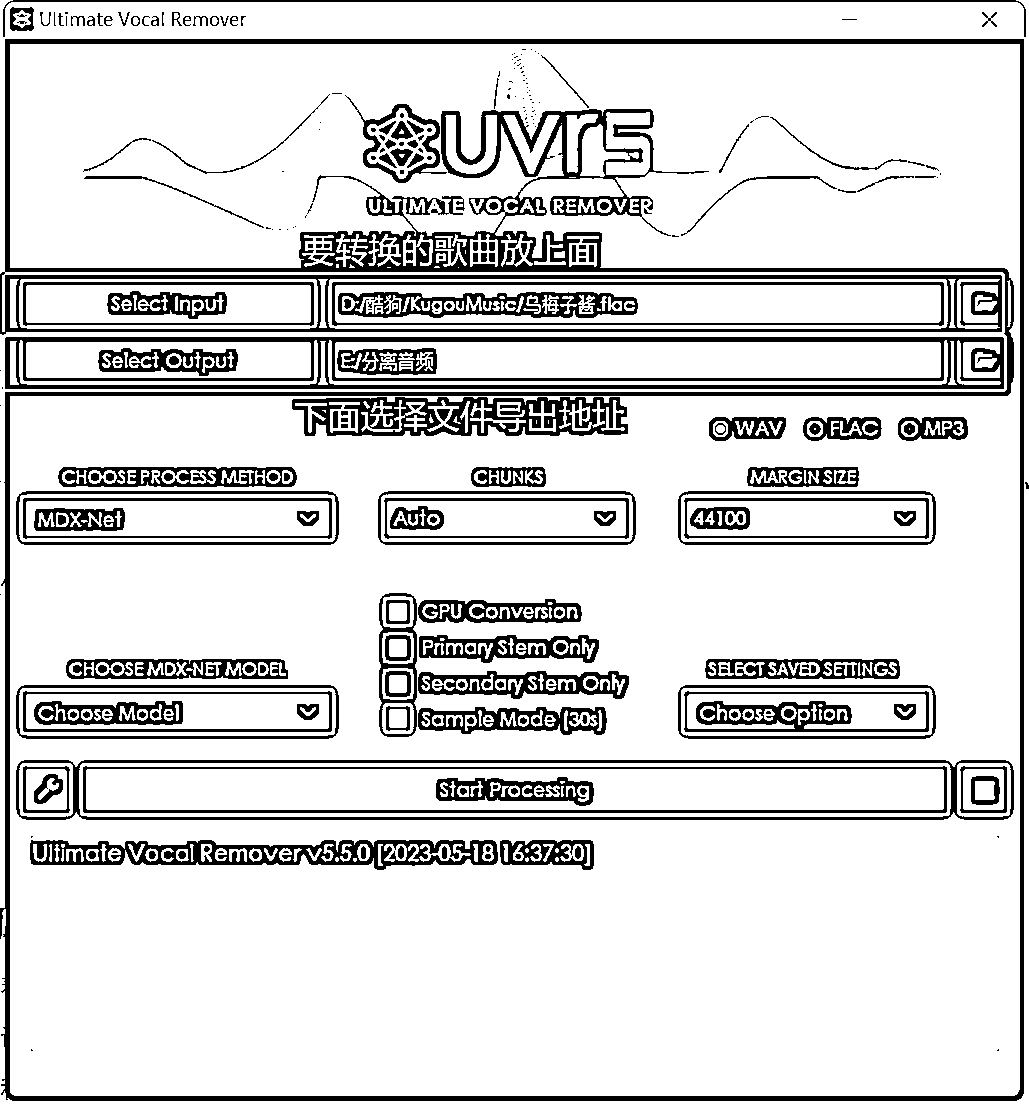 Ultimate Vocal Remover
UVR5
ULTIMATE VOCAL REMOVER
要转换的歌曲放上面
Select Input D:/酷狗/KugouMusic/乌梅子酱.flac
Select Output E:/分离音频
下面选择文件导出地址
WAV FLAC MP3
CHOOSE PROCESS METHOD CHUNKS MARGIN SIZE
MDX-Net Auto 44100
GPU Conversion
Primary Stem Only
CHOOSE MDX-NET MODEL SELECT SAVED SETTINGS
Secondary Stem Only
Choose Model Sample Mode (30s) Choose Option
Start Processing
Ultimate Vocal Remover v5.5.0 [2023-05-18 16:37:30]